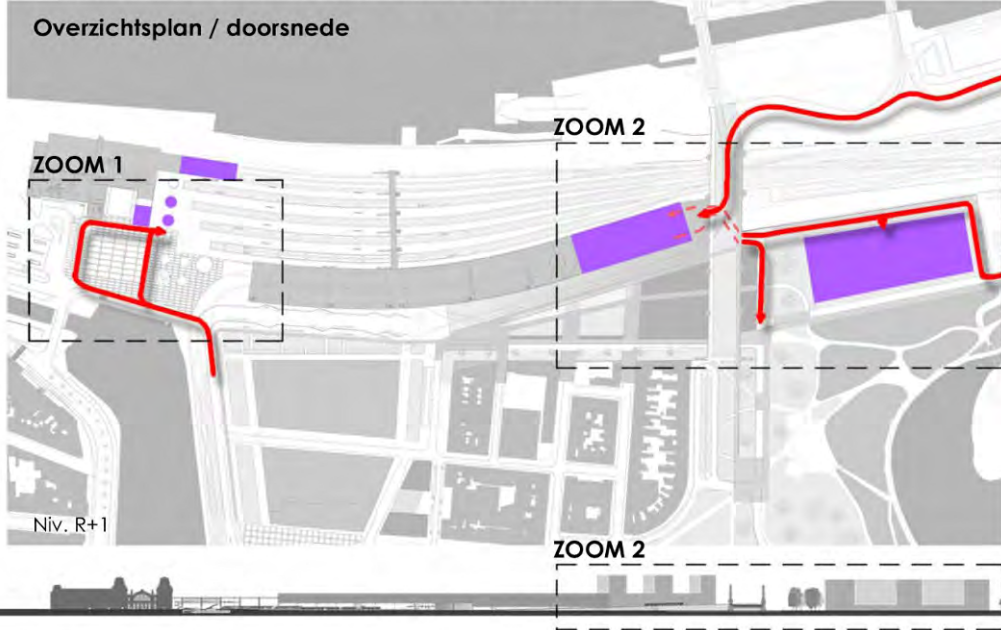 Overzichtsplan / doorsnede
ZOOM 2
ZOOM 1
Niv. R+1
ZOOM 2